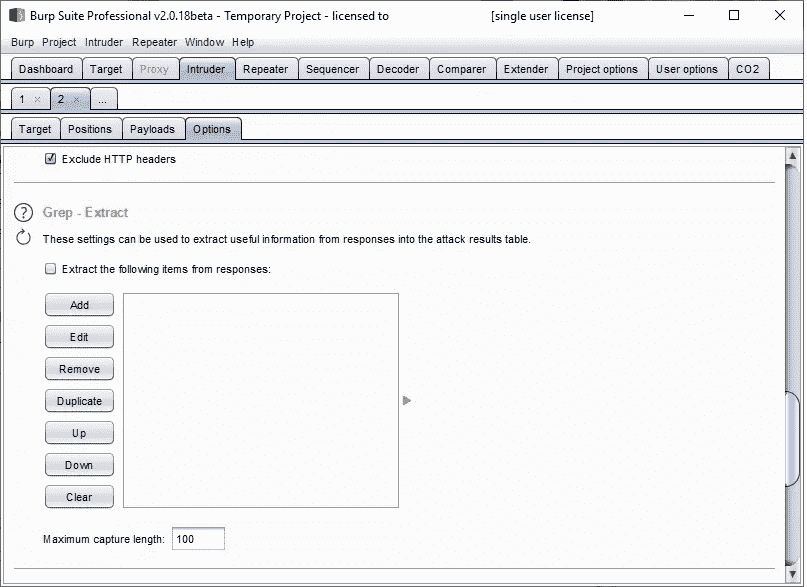 Burp Suite Professional v2.0.18beta - Temporary Project - licensed to [single user license]
Burp Project Intruder Repeater Window Help
Dashboard Target Proxy Intruder Repeater Sequencer Decoder Comparer Extender Project options User options CO2
1 × 2 × ...
Target Positions Payloads Options
Exclude HTTP headers
? Grep - Extract
These settings can be used to extract useful information from responses into the attack results table.
Extract the following items from responses:
Add
Edit
Remove
Duplicate
Up
Down
Clear
Maximum capture length: 100